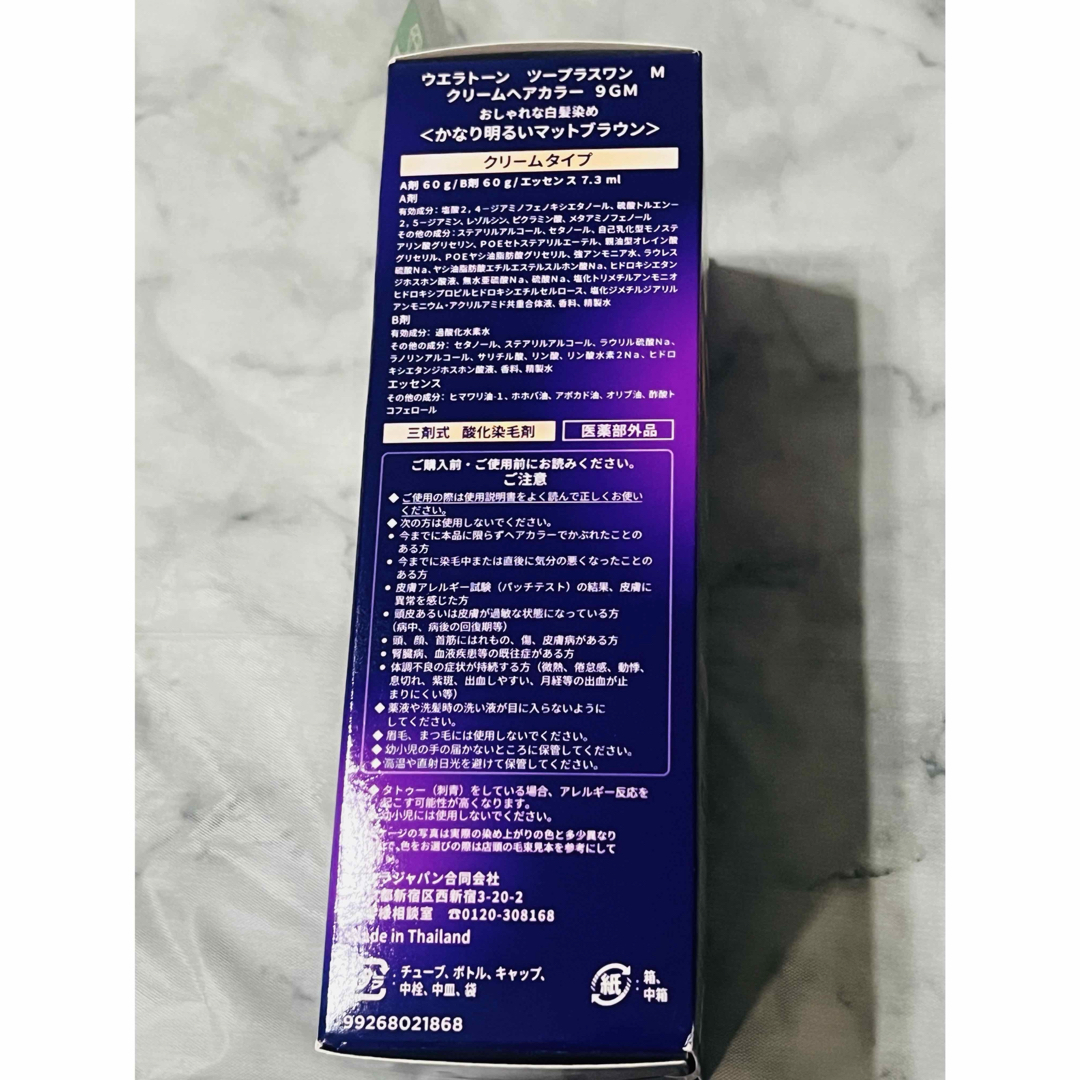 ウエラトーン ツープラスワン M
クリームヘアカラー 9GM
おしゃれな白髪染め
＜かなり明るいマットブラウン＞
クリームタイプ
A剤 60g/B剤 60g/エッセンス 7.3 ml
A剤
有効成分：塩酸2，4－ジアミノフェノキシエタノール、硫酸トルエン－
2，5－ジアミン、レゾルシン、ピクラミン酸、メタアミノフェノール
その他の成分：ステアリルアルコール、セタノール、自己乳化型モノステ
アリン酸グリセリン、POEセトステアリルエーテル、親油型オレイン酸
グリセリル、POEヤシ油脂肪酸グリセリル、強アンモニア水、ラウレス
硫酸Na、ヤシ油脂肪酸エチルエステルスルホン酸Na、ヒドロキシエタン
ジホスホン酸液、無水亜硫酸Na、硫酸Na、塩化トリメチルアンモニオ
ヒドロキシプロピルヒドロキシエチルセルロース、塩化ジメチルジアリル
アンモニウム・アクリルアミド共重合体液、香料、精製水
B剤
有効成分：過酸化水素水
その他の成分：セタノール、ステアリルアルコール、ラウリル硫酸Na、
ラノリンアルコール、サリチル酸、リン酸、リン酸水素2Na、ヒドロ
キシエタンジホスホン酸液、香料、精製水
エッセンス
その他の成分：ヒマワリ油-1、ホホバ油、アボカド油、オリブ油、酢酸ト
コフェロール
三剤式 酸化染毛剤 医薬部外品
ご購入前・ご使用前にお読みください。
ご注意
◆ご使用の際は使用説明書をよく読んで正しくお使い
ください。
◆次の方は使用しないでください。
• 今までに本品に限らずヘアカラーでかぶれたことの
ある方
• 今までに染毛中または直後に気分の悪くなったことの
ある方
• 皮膚アレルギー試験（パッチテスト）の結果、皮膚に
異常を感じた方
• 頭皮あるいは皮膚が過敏な状態になっている方
（病中、病後の回復期等）
• 頭、顔、首筋にはれもの、傷、皮膚病がある方
• 腎臓病、血液疾患等の既往症がある方
• 体調不良の症状が持続する方（微熱、倦怠感、動悸、
息切れ、紫斑、出血しやすい、月経等の出血が止
まりにくい等）
◆薬液や洗髪時の洗い液が目に入らないように
してください。
◆眉毛、まつ毛には使用しないでください。
◆幼小児の手の届かないところに保管してください。
◆高温や直射日光を避けて保管してください。
◆タトゥー（刺青）をしている場合、アレルギー反応を
起こす可能性が高くなります。
幼小児には使用しないでください。
ケージの写真は実際の染め上がりの色と多少異なり
で、色をお選びの際は店頭の毛束見本を参考にして
い。
ラジャパン合同会社
都新宿区西新宿3-20-2
様相談室 ☎0120-308168
Made in Thailand
プラ：チューブ、ボトル、キャップ、
中栓、中皿、袋
紙：箱、
中箱
99268021868